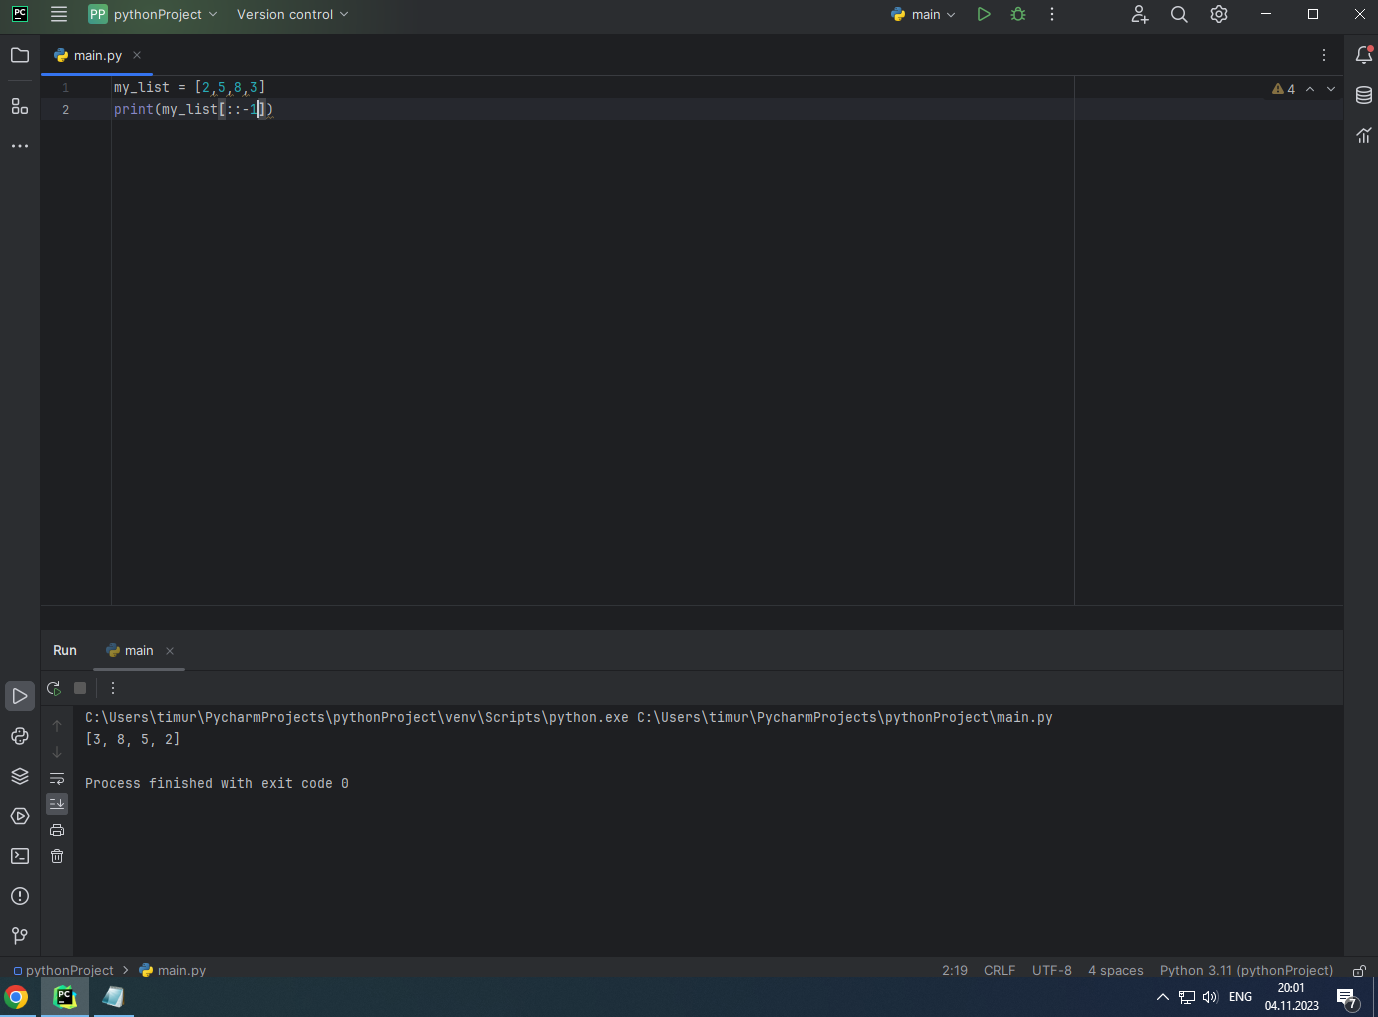 PC PP pythonProject Version control main
main.py
1 my_list = [2,5,8,3] 4
2 print(my_list[::-1])
Run main
C:\Users\timur\PycharmProjects\pythonProject\venv\Scripts\python.exe C:\Users\timur\PycharmProjects\pythonProject\main.py
[3, 8, 5, 2]
Process finished with exit code 0
pythonProject main.py 2:19 CRLF UTF-8 4 spaces Python 3.11 (pythonProject)
PC ENG 20:01
04.11.2023 7